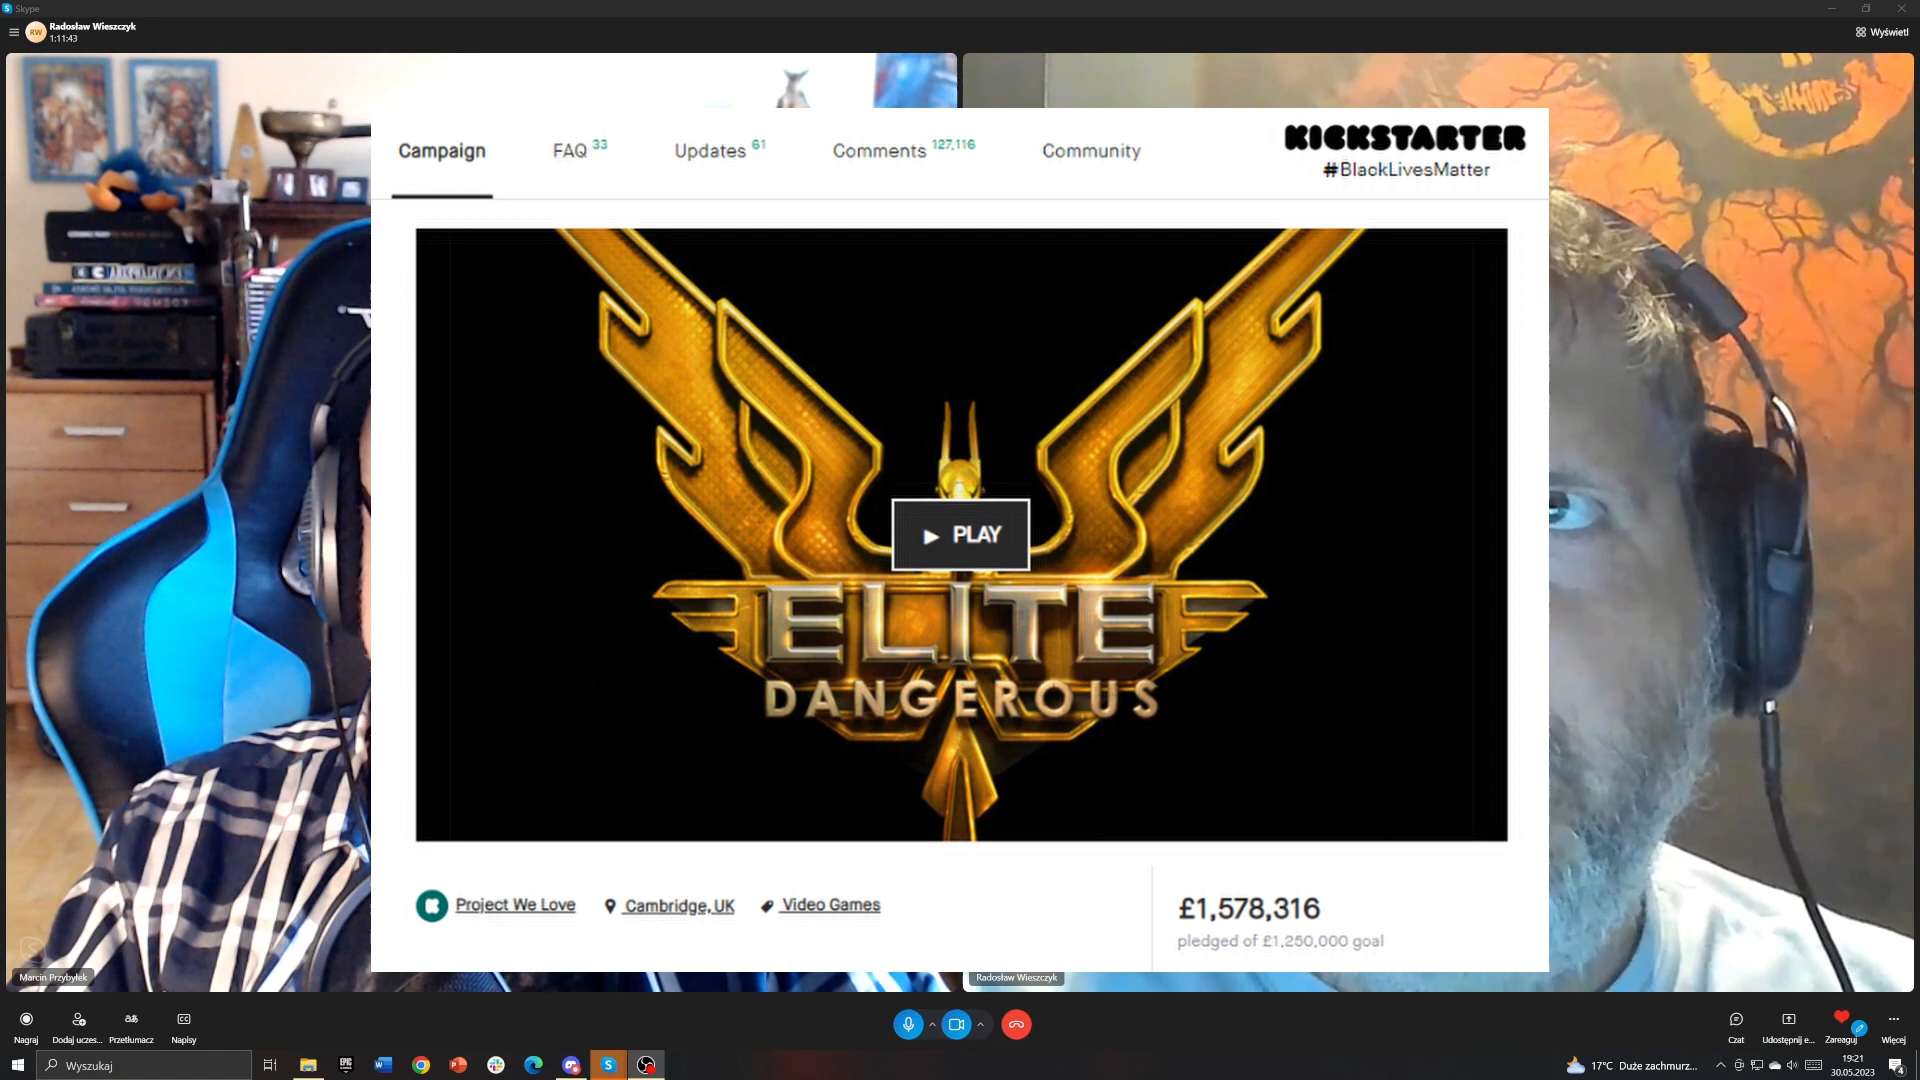 Skype
RW
Radosław Wieszczyk
1:11:43
Wyświetl
Campaign
FAQ 33
Updates 61
Comments 127,116
Community
KICKSTARTER
#BlackLivesMatter
PLAY
ELITE
DANGEROUS
Project We Love
Cambridge, UK
Video Games
£1,578,316
pledged of £1,250,000 goal
Marcin Przybyłek
Radosław Wieszczyk
Nagraj
Dodaj uczes...
Przetłumacz
Napisy
Czat
Udostępnij e...
Zareaguj
Więcej
Wyszukaj
17°C Duże zachmurz...
19:21
30.05.2023
4